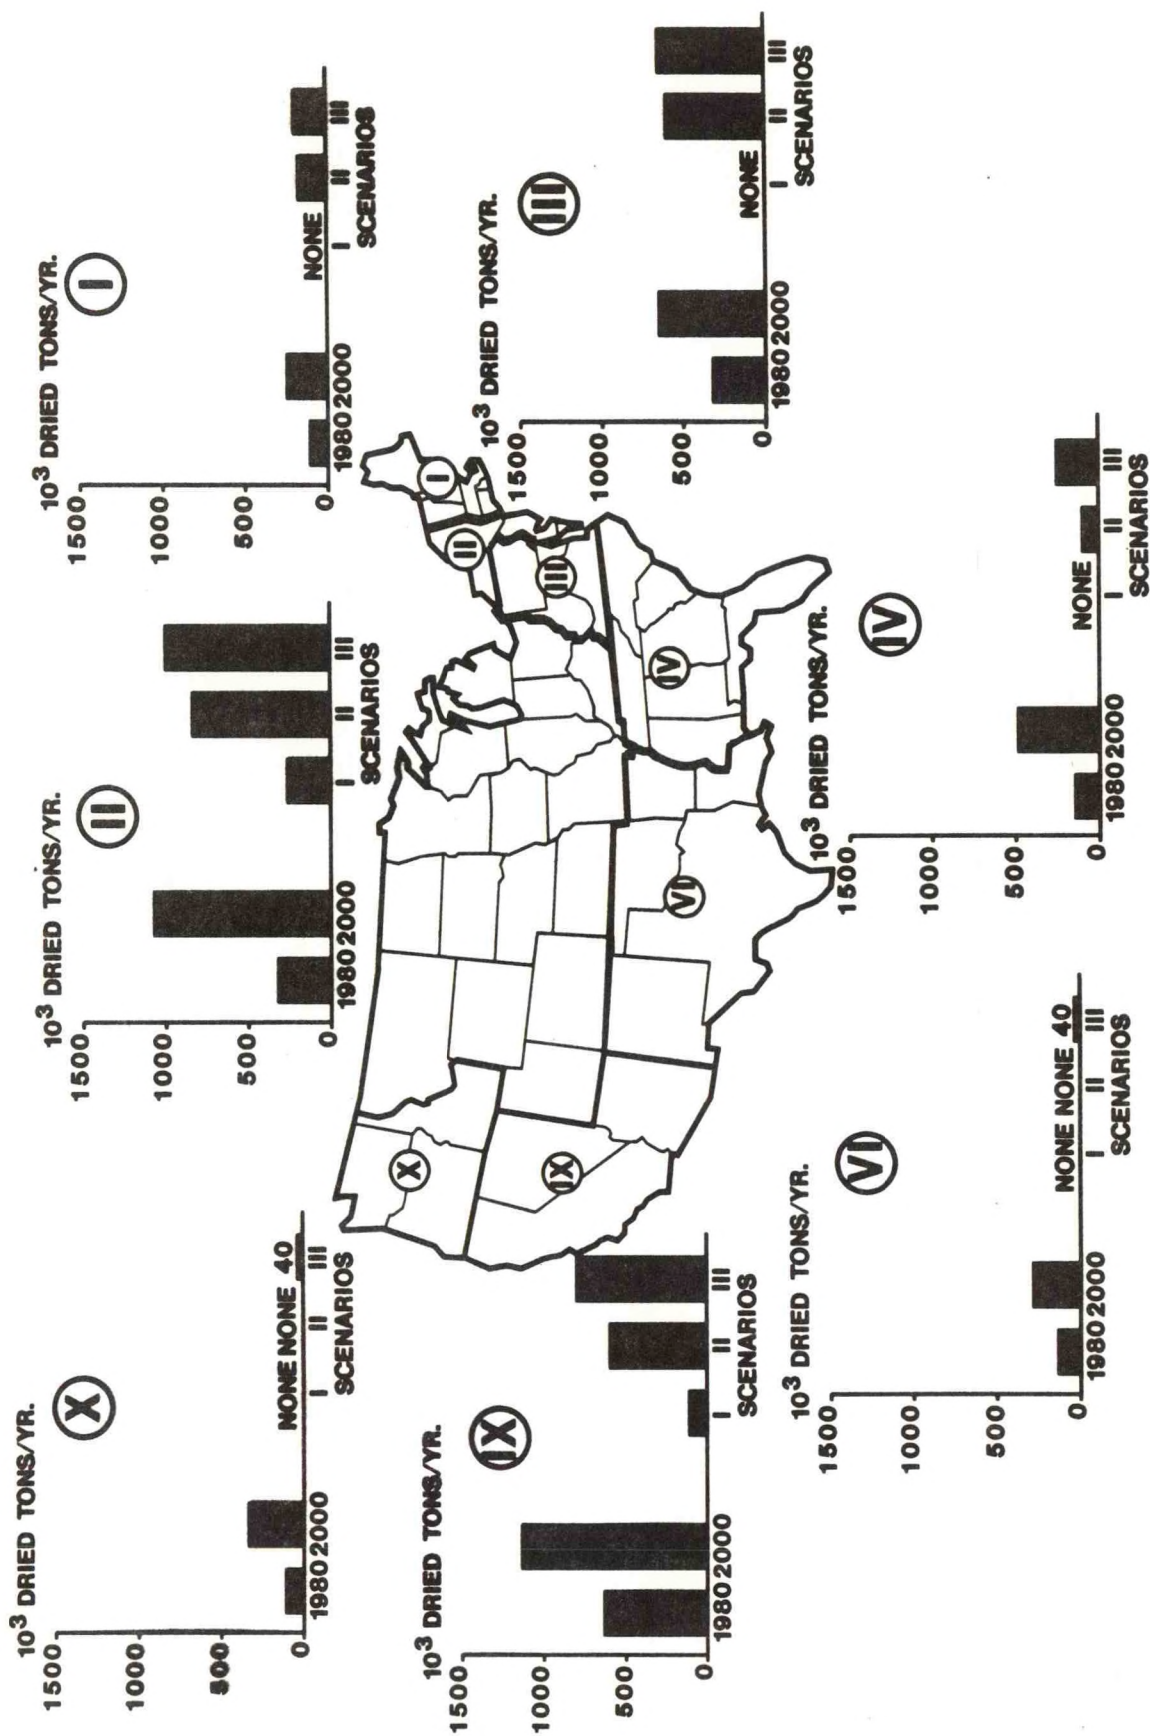 10³ DRIED TONS/YR.
X
1500
1000
500
0
1980 2000
NONE NONE 40
I II III
SCENARIOS
10³ DRIED TONS/YR.
II
1500
1000
500
0
1980 2000
I II III
SCENARIOS
10³ DRIED TONS/YR.
I
1500
1000
500
0
1980 2000
NONE
I II III
SCENARIOS
X
IX
VI
IV
III
II
I
10³ DRIED TONS/YR.
IX
1500
1000
500
0
1980 2000
I II III
SCENARIOS
10³ DRIED TONS/YR.
III
1500
1000
500
0
1980 2000
NONE
I II III
SCENARIOS
10³ DRIED TONS/YR.
VI
1500
1000
500
0
1980 2000
NONE NONE 40
I II III
SCENARIOS
10³ DRIED TONS/YR.
IV
1500
1000
500
0
1980 2000
NONE
I II III
SCENARIOS